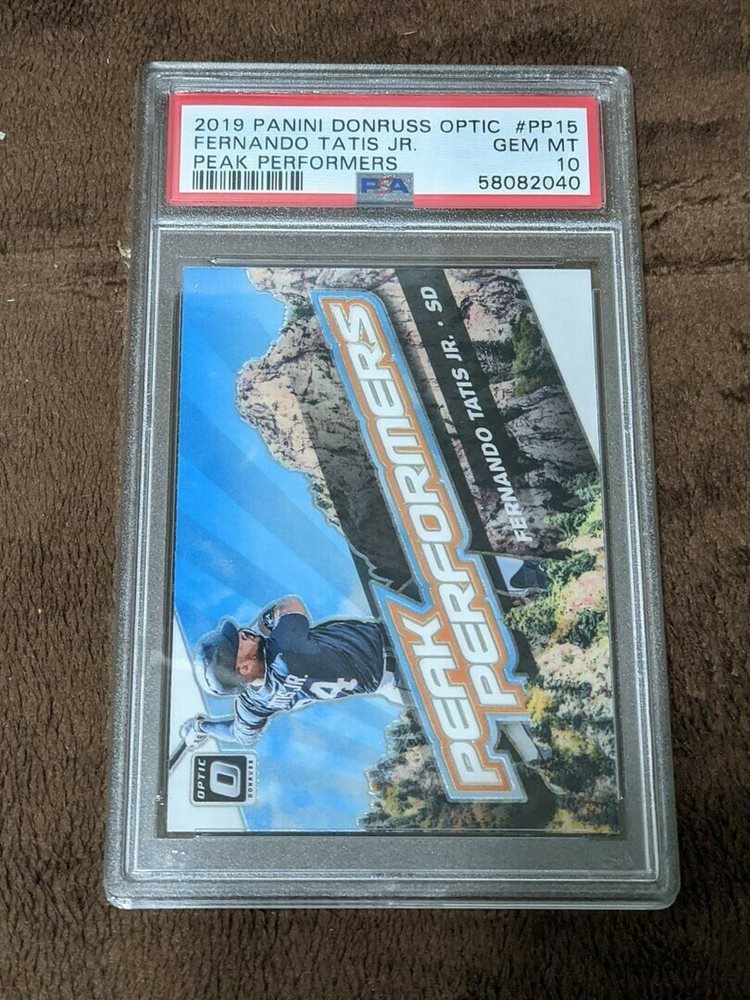 2019 PANINI DONRUSS OPTIC #PP15
FERNANDO TATIS JR. GEM MT
PEAK PERFORMERS 10
PSA 58082040
PEAK
PERFORMERS
FERNANDO TATIS JR. • SD
OPTIC
DONRUSS